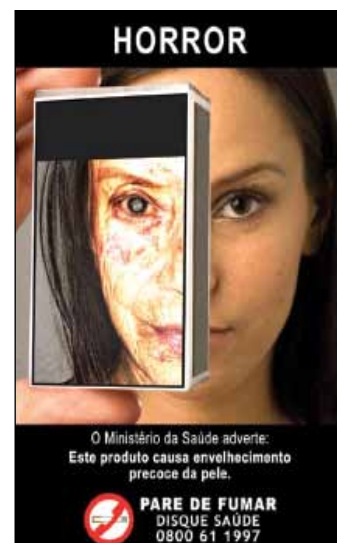 HORROR
O Ministério da Saúde adverte:
Este produto causa envelhecimento
precoce da pele.
PARE DE FUMAR
DISQUE SAÚDE
0800 61 1997